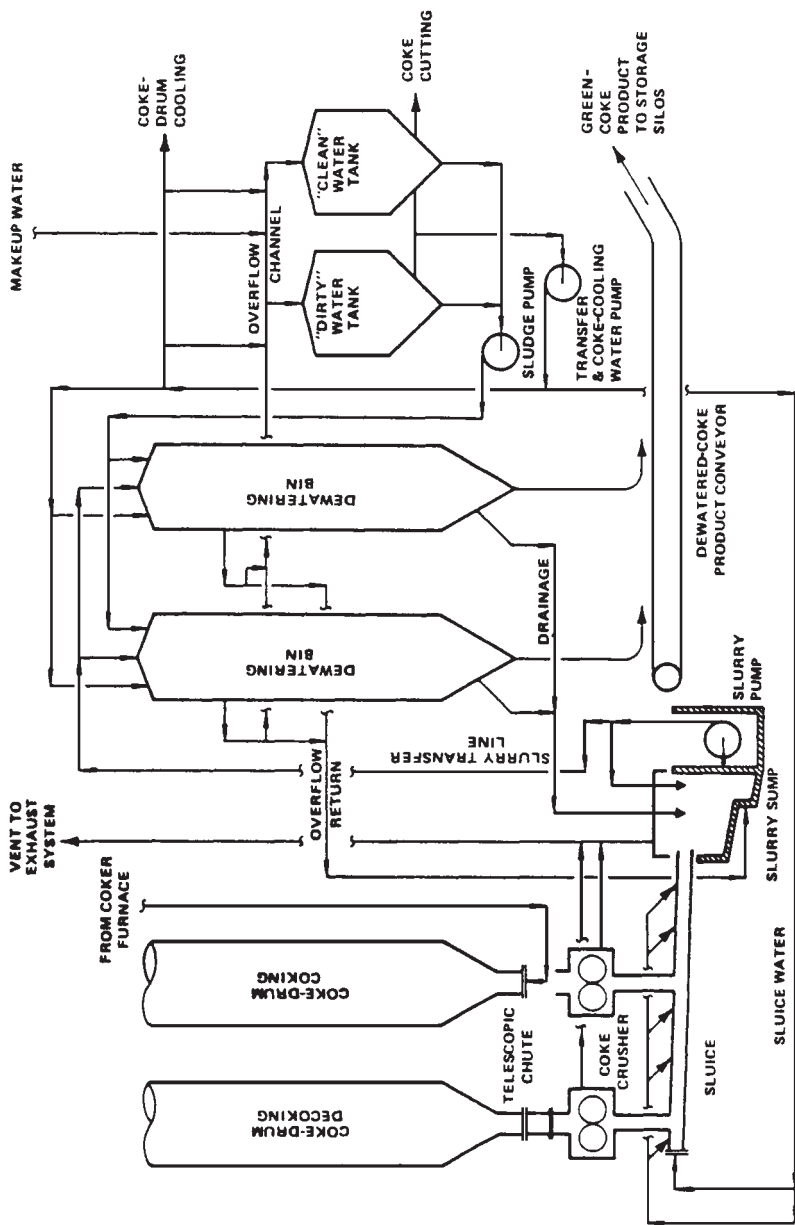 MAKEUP WATER
COKE-
DRUM
COOLING
COKE
CUTTING
OVERFLOW
CHANNEL
"CLEAN"
WATER
TANK
"DIRTY"
WATER
TANK
SLUDGE PUMP
TRANSFER
& COKE-COOLING
WATER PUMP
GREEN-
COKE
PRODUCT
TO STORAGE
SILOS
DEWATERING
BIN
DEWATERING
BIN
DRAINAGE
DEWATERED-COKE
PRODUCT CONVEYOR
VENT TO
EXHAUST
SYSTEM
OVERFLOW
RETURN
SLURRY TRANSFER
LINE
SLURRY
PUMP
SLURRY SUMP
FROM COKER
FURNACE
COKE-DRUM
COKING
COKE-DRUM
DECOKING
TELESCOPIC
CHUTE
COKE
CRUSHER
SLUICE
SLUICE WATER